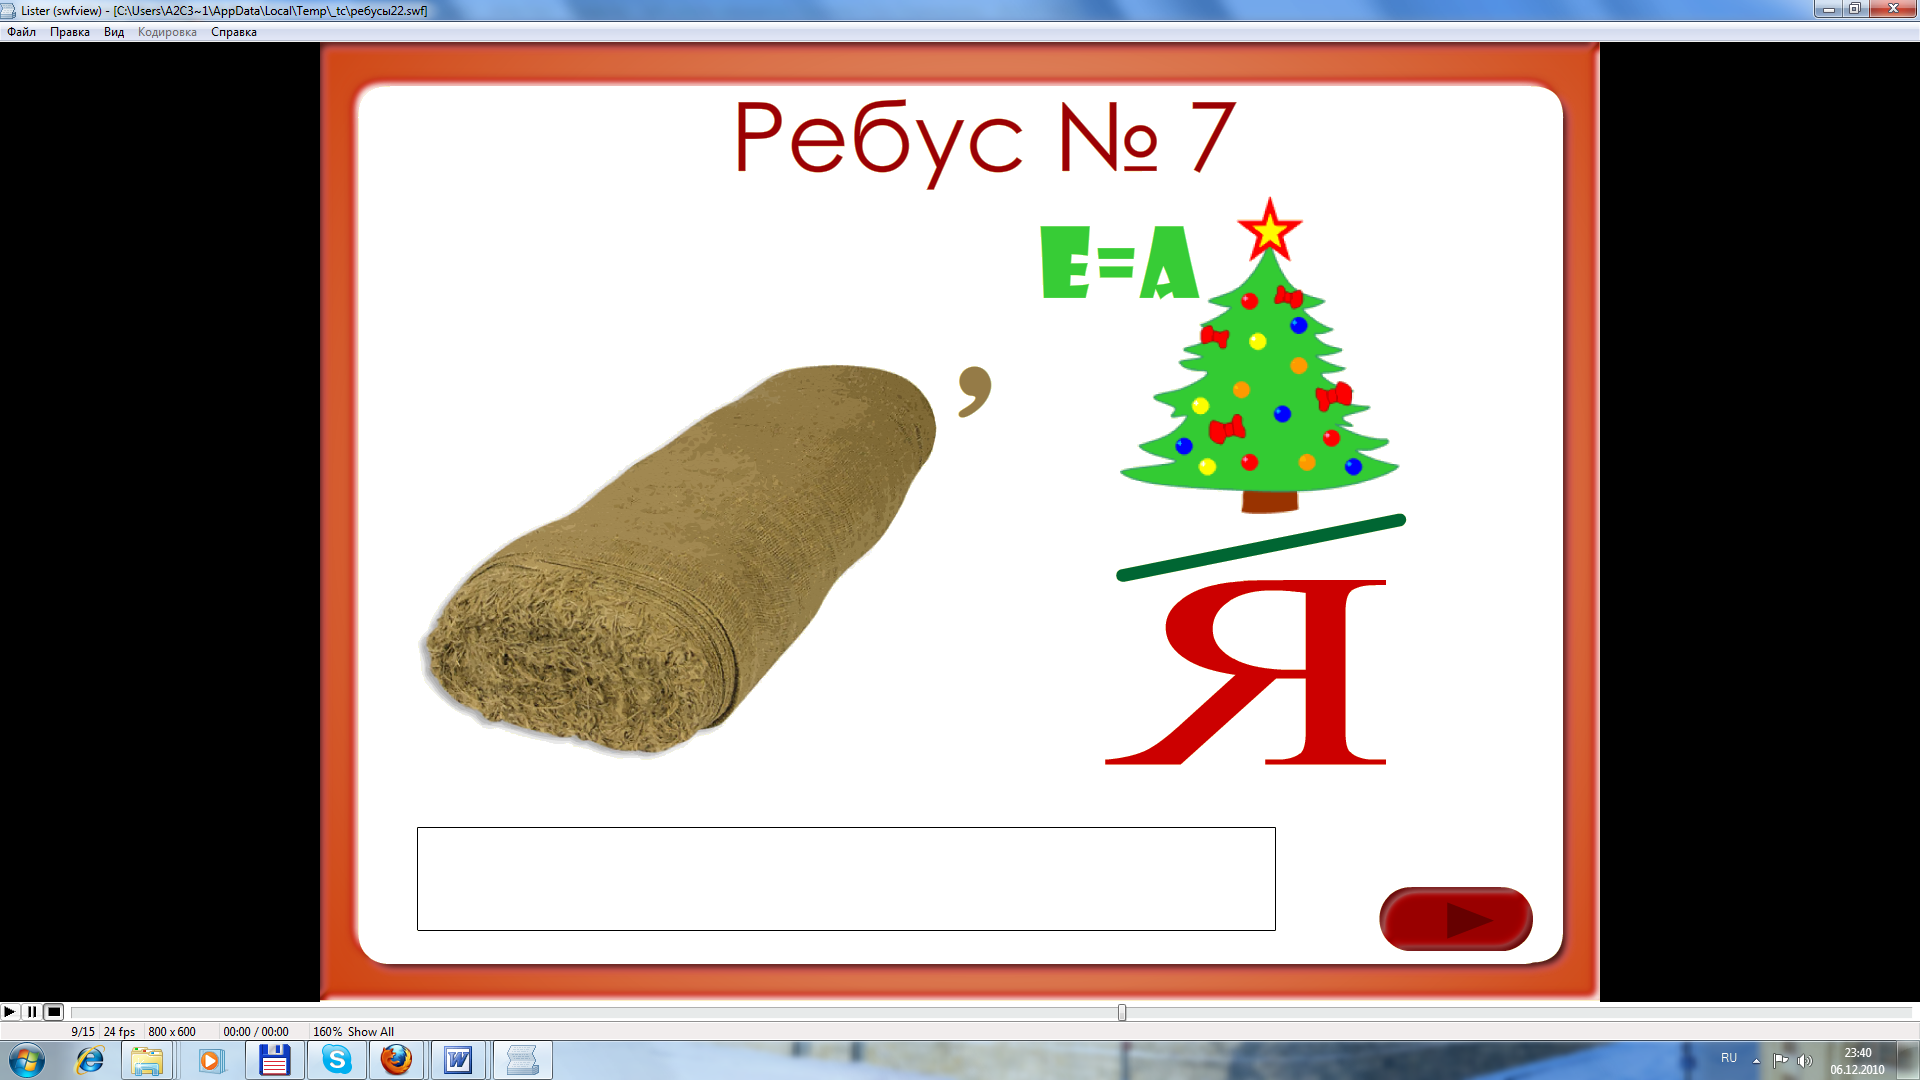 Lister (swfview) - [C:\Users\A2C3~1\AppData\Local\Temp\_tc\ребусы22.swf]
Файл Правка Вид Кодировка Справка
Ребус № 7
Е=А
,
Я
9/15 24 fps 800 x 600 00:00 / 00:00 160% Show All
RU 23:40
06.12.2010